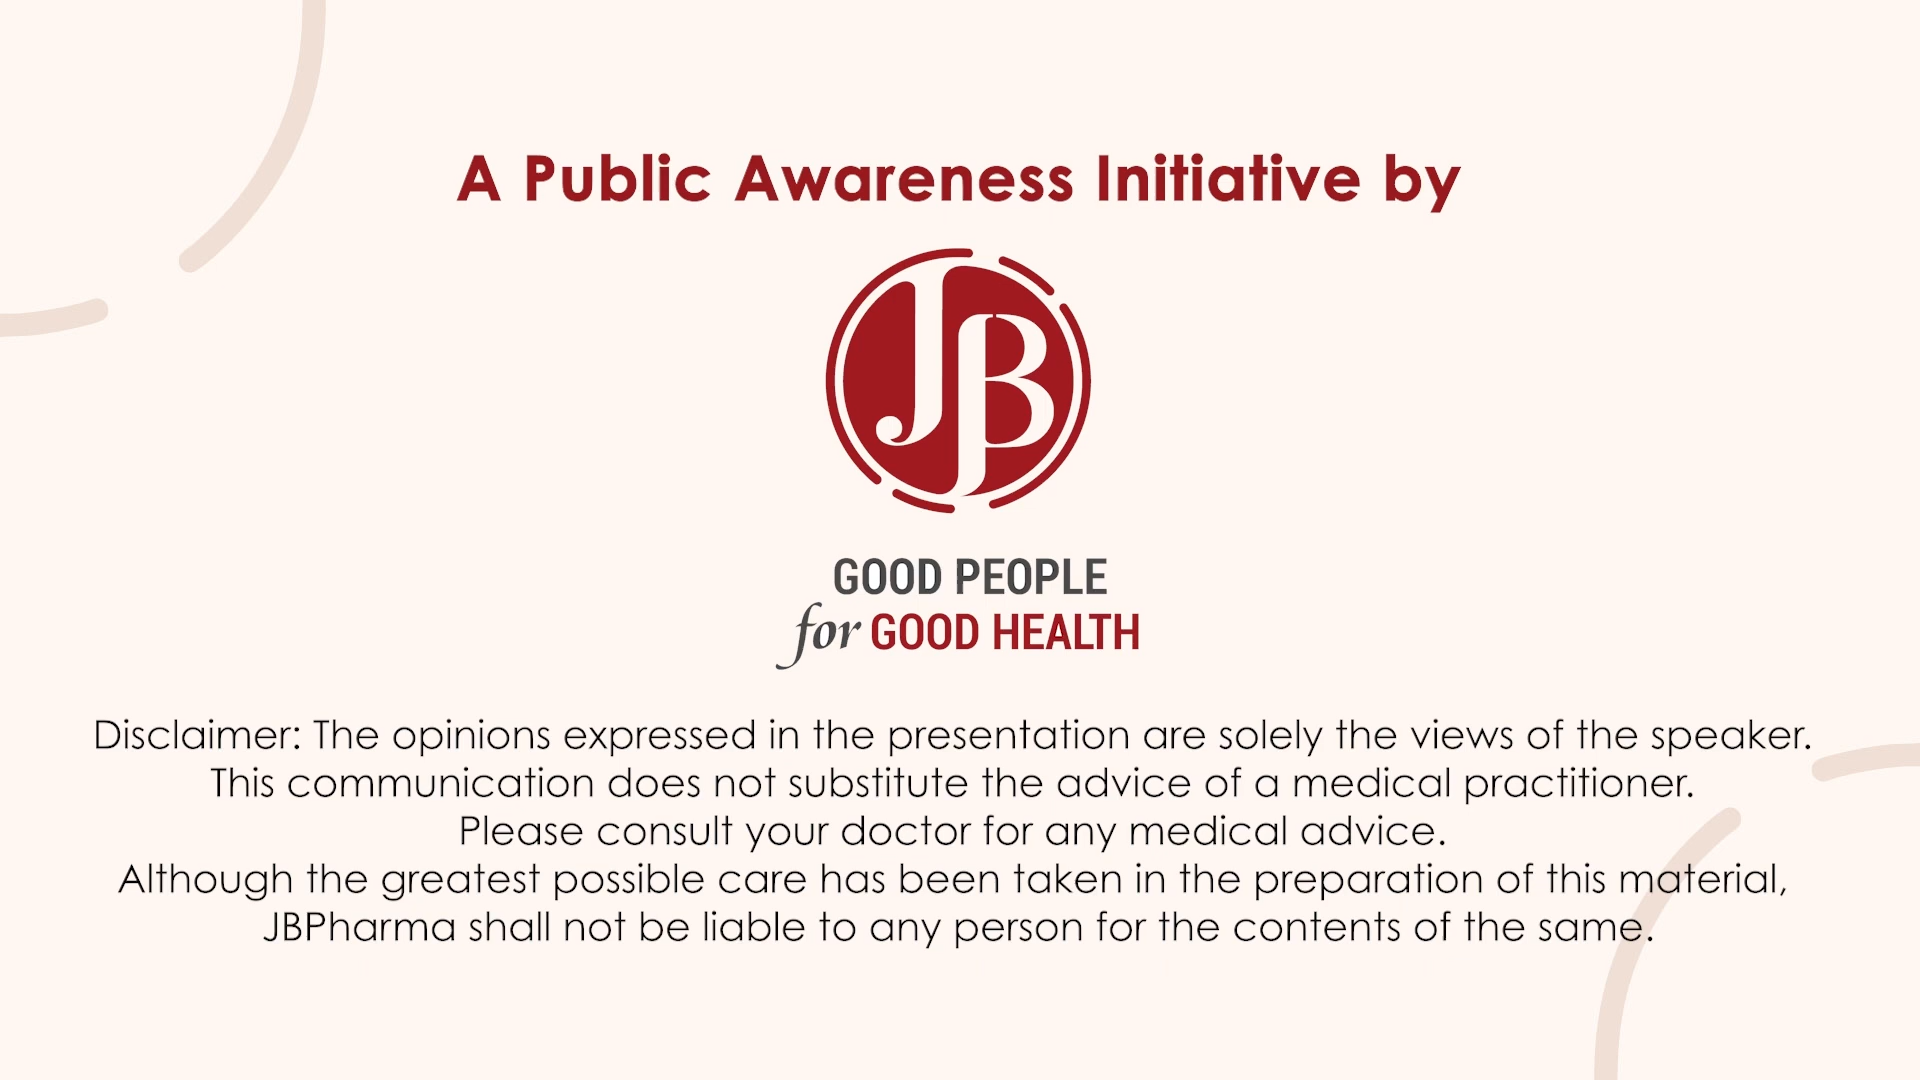 A Public Awareness Initiative by
JB
GOOD PEOPLE
for GOOD HEALTH
Disclaimer: The opinions expressed in the presentation are solely the views of the speaker.
This communication does not substitute the advice of a medical practitioner.
Please consult your doctor for any medical advice.
Although the greatest possible care has been taken in the preparation of this material,
JBPharma shall not be liable to any person for the contents of the same.